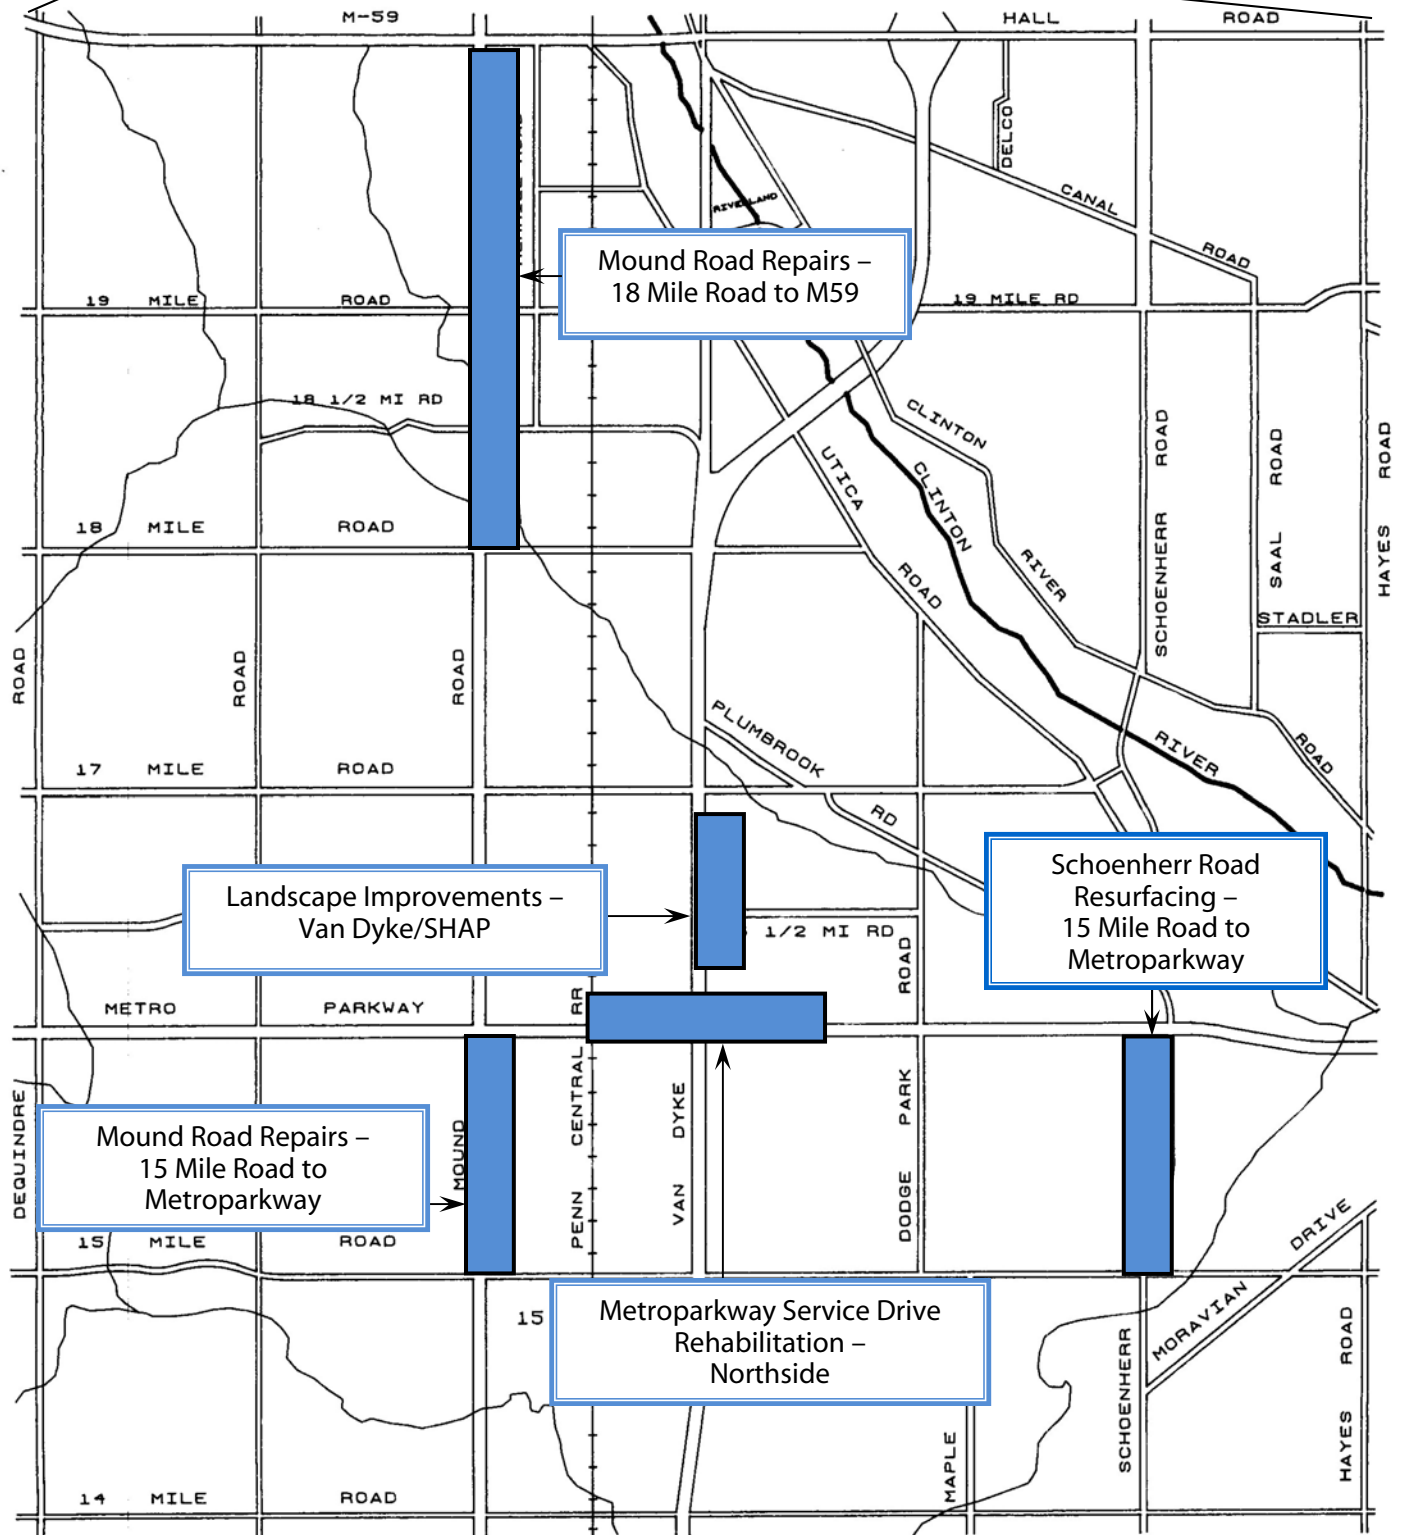 M-59
HALL ROAD
DELCO
CANAL
ROAD
RIVERLAND
Mound Road Repairs –
18 Mile Road to M59
19 MILE ROAD
19 MILE RD
18 1/2 MI RD
CLINTON
RIVER
ROAD
UTICA
ROAD
CLINTON
RIVER
SCHOENHERR ROAD
SAAL ROAD
HAYES ROAD
18 MILE ROAD
STADLER
ROAD
ROAD
ROAD
PLUMBROOK
RD
17 MILE ROAD
Landscape Improvements –
Van Dyke/SHAP
Schoenherr Road
Resurfacing –
15 Mile Road to
Metroparkway
1/2 MI RD
METRO PARKWAY
DEQUINDRE
MOUND
PENN CENTRAL RR
VAN DYKE
DODGE PARK ROAD
Mound Road Repairs –
15 Mile Road to
Metroparkway
15 MILE ROAD
Metroparkway Service Drive
Rehabilitation –
Northside
15
MORAVIAN DRIVE
SCHOENHERR
HAYES ROAD
MAPLE
14 MILE ROAD